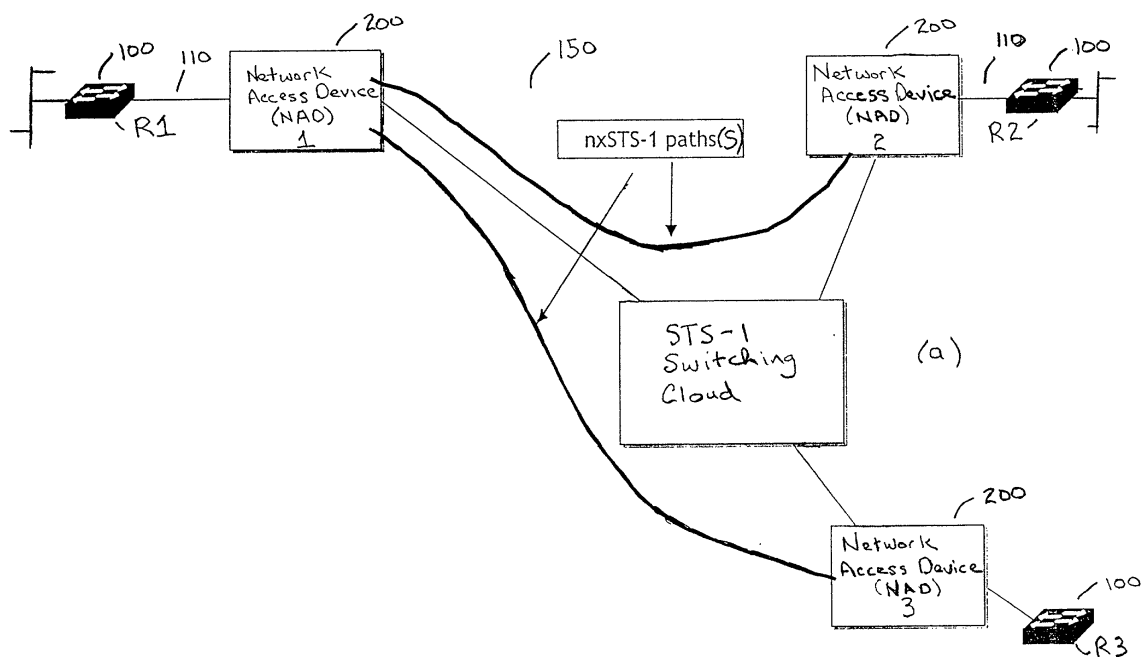 100
110
200
Network
Access Device
(NAD)
1
R1
150
200
Network
Access Device
(NAD)
2
110
100
R2
nxSTS-1 paths(S)
STS-1
Switching
Cloud
(a)
200
Network
Access Device
(NAD)
3
100
R3